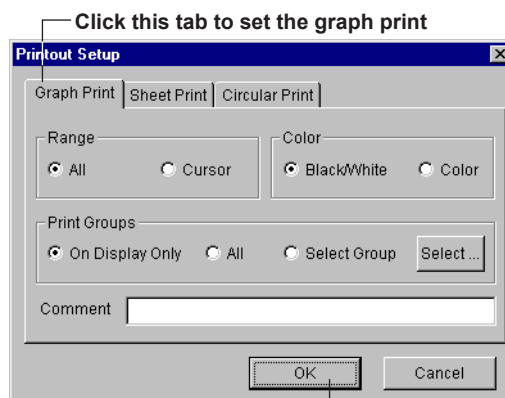 Click this tab to set the graph print
Printout Setup
Graph Print Sheet Print Circular Print
Range Color
All Cursor Black/White Color
Print Groups
On Display Only All Select Group Select ...
Comment
OK Cancel